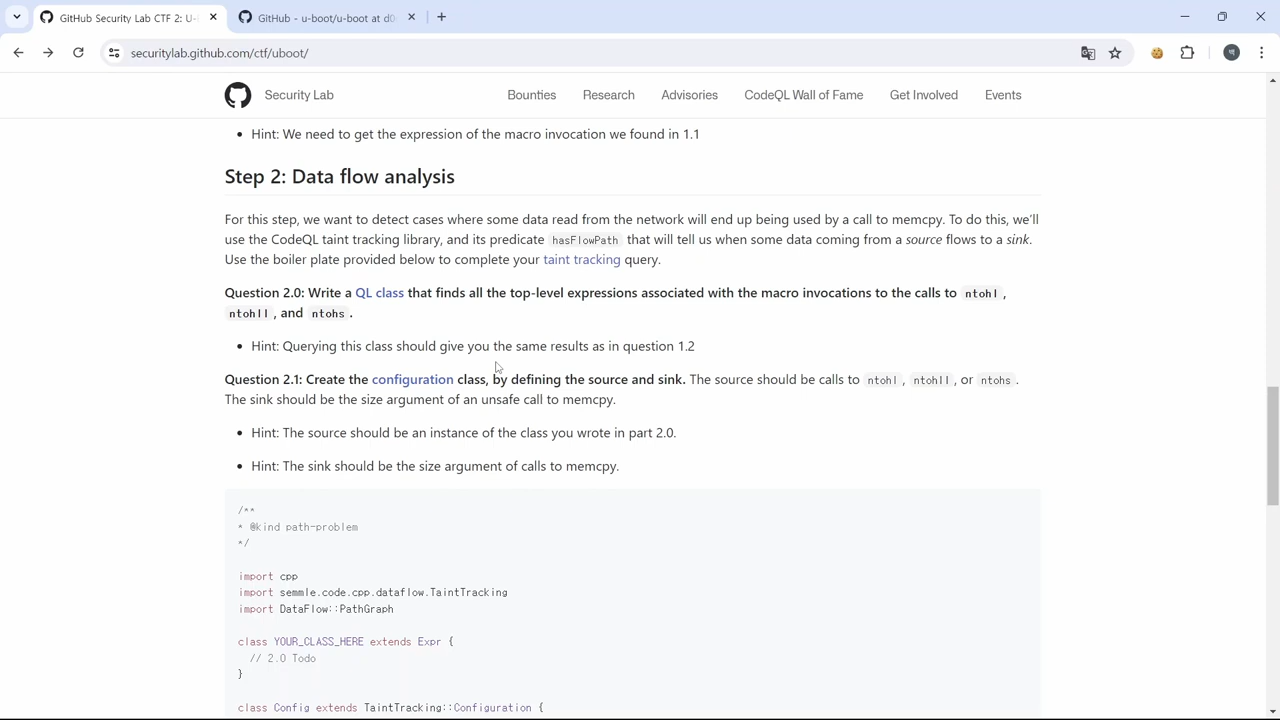 GitHub Security Lab CTF 2: U-
GitHub - u-boot/u-boot at d0
securitylab.github.com/ctf/uboot/
Security Lab
Bounties
Research
Advisories
CodeQL Wall of Fame
Get Involved
Events
• Hint: We need to get the expression of the macro invocation we found in 1.1
Step 2: Data flow analysis
For this step, we want to detect cases where some data read from the network will end up being used by a call to memcpy. To do this, we'll
use the CodeQL taint tracking library, and its predicate hasFlowPath that will tell us when some data coming from a source flows to a sink.
Use the boiler plate provided below to complete your taint tracking query.
Question 2.0: Write a QL class that finds all the top-level expressions associated with the macro invocations to the calls to ntohl,
ntohll, and ntohs.
• Hint: Querying this class should give you the same results as in question 1.2
Question 2.1: Create the configuration class, by defining the source and sink. The source should be calls to ntohl, ntohll, or ntohs.
The sink should be the size argument of an unsafe call to memcpy.
• Hint: The source should be an instance of the class you wrote in part 2.0.
• Hint: The sink should be the size argument of calls to memcpy.
/**
* @kind path-problem
*/
import cpp
import semmle.code.cpp.dataflow.TaintTracking
import DataFlow::PathGraph
class YOUR_CLASS_HERE extends Expr {
// 2.0 Todo
}
class Config extends TaintTracking::Configuration {